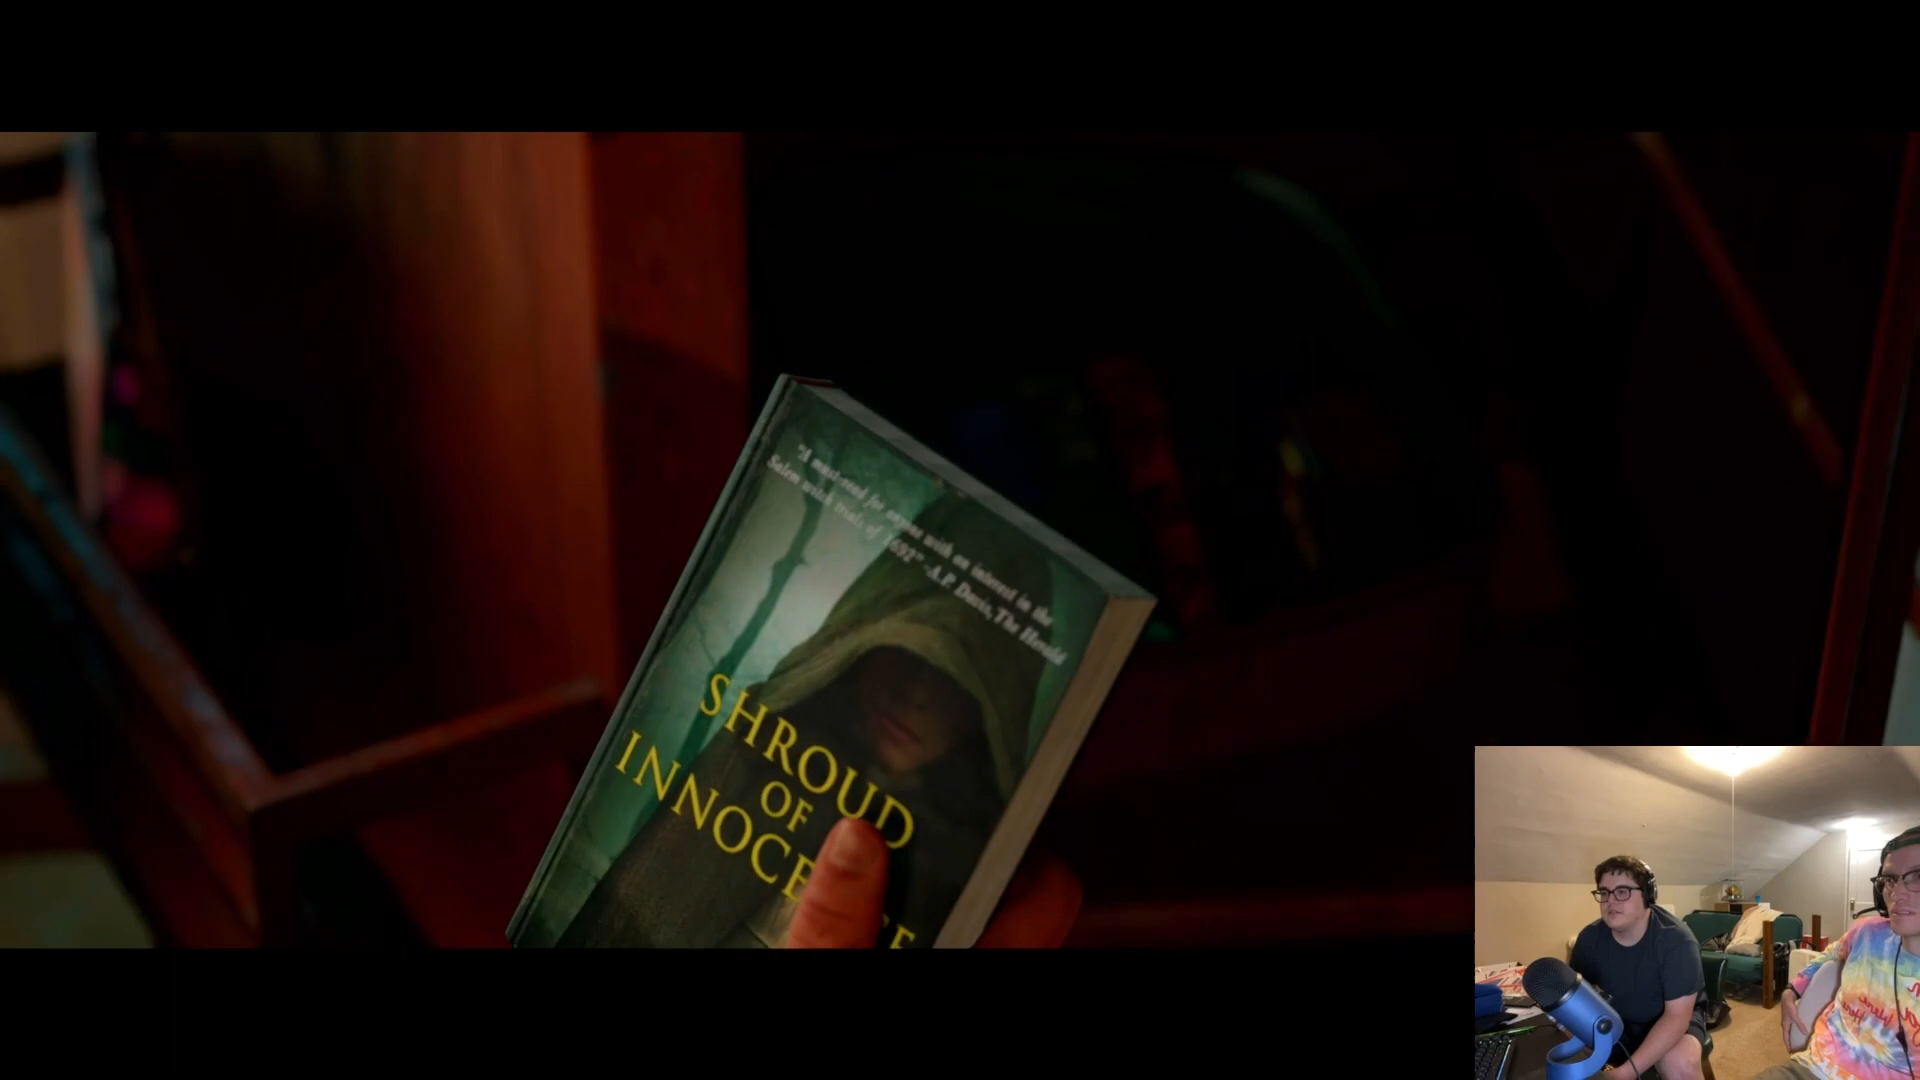 "A must-read for anyone with an interest in the
Salem witch trials of 1692" -A.P. Davis, The Herald
SHROUD
OF
INNOCE